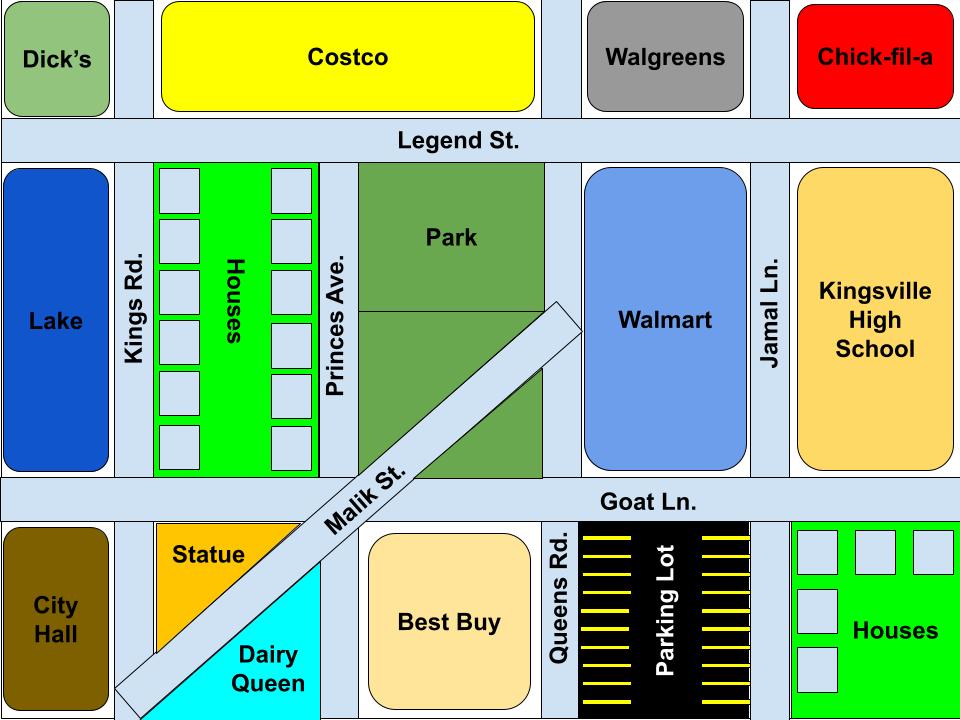 Dick’s
Costco
Walgreens
Chick-fil-a
Legend St.
Lake
Kings Rd.
Houses
Princes Ave.
Park
Walmart
Jamal Ln.
Kingsville
High
School
Malik St.
Goat Ln.
City
Hall
Statue
Dairy
Queen
Best Buy
Queens Rd.
Parking Lot
Houses